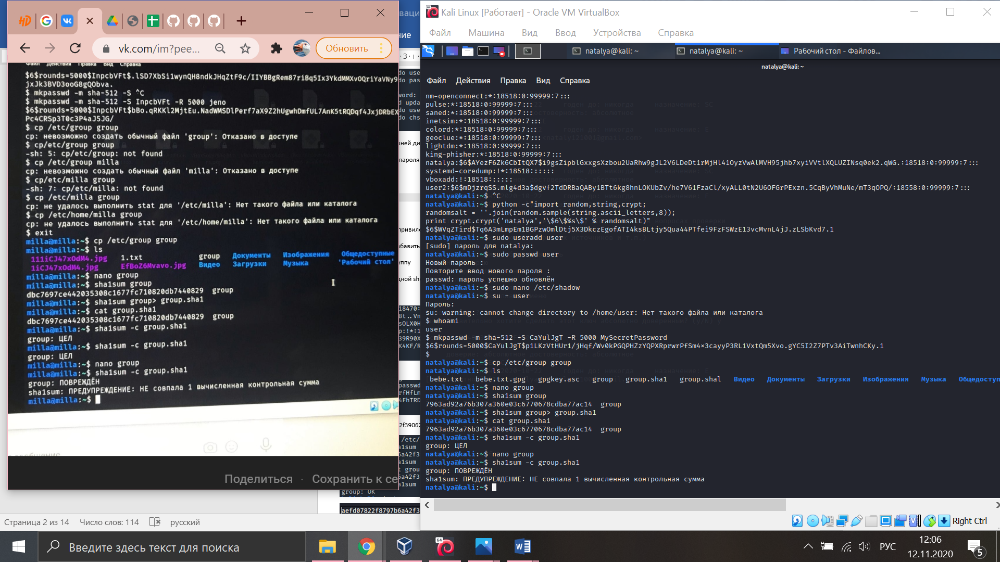 vk.com/im?pee...
Обновить
Файл Действия Правка Вид Справка
$6$rounds=5000$InpcbVFt$.lSD7XbSi1wynQH8ndkJHqZtF9c/IIYBBgRem87riBq5Ix3YkdMMXvOQriYaVNy9
jxJk3BVD3ooG8gQObva.
$ mkpasswd -m sha-512 -S ^C
$ mkpasswd -m sha-512 -S InpcbVFt -R 5000 jeno
$6$rounds=5000$InpcbVFt$bBo.qRKKl2MjtEu.NadWMSDlPerf7aX9Z2hUgwhDmfUL7AnK5tRQDqf4JxjDRbEX
Pc4CRSp3T0c3P4aJ5JG/
$ cp /etc/group group
cp: невозможно создать обычный файл 'group': Отказано в доступе
$ cp/etc/group group
-sh: 5: cp/etc/group: not found
$ cp /etc/group milla
cp: невозможно создать обычный файл 'milla': Отказано в доступе
$ cp/etc/milla group
-sh: 7: cp/etc/milla: not found
$ cp /etc/milla group
cp: не удалось выполнить stat для '/etc/milla': Нет такого файла или каталога
$ cp /etc/home/milla group
cp: не удалось выполнить stat для '/etc/home/milla': Нет такого файла или каталога
$ exit
milla@milla:~$ cp /etc/group group
milla@milla:~$ ls
111iCJ47xOdM4.jpg 1.txt group Документы Изображения Общедоступные
1iCJ47xOdM4.jpg EfBoZ6Mvavo.jpg Видео Загрузки Музыка 'Рабочий стол'
milla@milla:~$ nano group
milla@milla:~$ sha1sum group
dbc7697ce442035308c1677fc710820db7440829 group
milla@milla:~$ sha1sum group> group.sha1
milla@milla:~$ cat group.sha1
dbc7697ce442035308c1677fc710820db7440829 group
milla@milla:~$ sha1sum -c group.sha1
group: ЦЕЛ
milla@milla:~$ sha1sum -c group.sha1
group: ЦЕЛ
milla@milla:~$ nano group
milla@milla:~$ sha1sum -c group.sha1
group: ПОВРЕЖДЁН
sha1sum: ПРЕДУПРЕЖДЕНИЕ: НЕ совпала 1 вычисленная контрольная сумма
milla@milla:~$
Поделиться · Сохранить к се
group: OK
aefd07822f8797b6a42f3
Страница 2 из 14 Число слов: 114 русский
Kali Linux [Работает] - Oracle VM VirtualBox
Файл Машина Вид Ввод Устройства Справка
natalya@kali: ~ natalya@kali: ~ Рабочий стол - Файлов...
natalya@kali: ~
Файл Действия Правка Вид Справка
nm-openconnect:*:18518:0:99999:7:::
pulse:*:18518:0:99999:7:::
saned:*:18518:0:99999:7:::
inetsim:*:18518:0:99999:7:::
colord:*:18518:0:99999:7:::
geoclue:*:18518:0:99999:7:::
lightdm:*:18518:0:99999:7:::
king-phisher:*:18518:0:99999:7:::
natalya:$6$AYezF6Zk6CbItQX7$i9gsZipblGxxgsXzbou2UaRhw9gJL2V6LDeDt1rMjHl41OyzVwAlMVH95jhb7xyiVVtlXQLUZINsq0ek2.qWG.:18518:0:99999:7:::
systemd-coredump:!*:18518::::::
vboxadd:!:18518::::::
user2:$6$mDjzrqSS.mlg4d3a$dgvf2TdDRBaQABy1BTt6kg8hnLOKUbZv/he7V61FzaCl/xyALL0tN2U6OFGrPExzn.5CqByVhMuNe/mT3qOPQ/:18558:0:99999:7:::
natalya@kali:~$ ^C
natalya@kali:~$ python -c"import random,string,crypt;
randomsalt = ''.join(random.sample(string.ascii_letters,8));
print crypt.crypt('natalya','\$6\$%s\$' % randomsalt)"
$6$WVqZTird$Tq6A3mLmpEm1BGPzwOmlDtj5X3DkczEgofATI4ksBLtjy5Qua44PTfei9FzFSWzE13vcMvnL4jJ.zLSbKvd7.1
natalya@kali:~$ sudo useradd user
[sudo] пароль для natalya:
natalya@kali:~$ sudo passwd user
Новый пароль :
Повторите ввод нового пароля :
passwd: пароль успешно обновлён
natalya@kali:~$ sudo nano /etc/shadow
natalya@kali:~$ su - user
Пароль:
su: warning: cannot change directory to /home/user: Нет такого файла или каталога
$ whoami
user
$ mkpasswd -m sha-512 -S CaYulJgT -R 5000 MySecretPassword
$6$rounds=5000$CaYulJgT$p1LKzVtHUr1/jHqf/Wv0kPGQPHZzYQPXRprwrPfSm4×3cayyP3RL1VxtQm5Xvo.gYC5I2Z7PTv3AiTwnhCKy.1
$
natalya@kali:~$ cp /etc/group group
natalya@kali:~$ ls
bebe.txt bebe.txt.gpg gpgkey.asc group group.sha1 group.shal Видео Документы Загрузки Изображения Музыка Общедоступн
natalya@kali:~$ nano group
natalya@kali:~$ sha1sum group
7963ad92a76b307a360e03c6770678cdba77ac14 group
natalya@kali:~$ sha1sum group> group.sha1
natalya@kali:~$ cat group.sha1
7963ad92a76b307a360e03c6770678cdba77ac14 group
natalya@kali:~$ sha1sum -c group.sha1
group: ЦЕЛ
natalya@kali:~$ nano group
natalya@kali:~$ sha1sum -c group.sha1
group: ПОВРЕЖДЁН
sha1sum: ПРЕДУПРЕЖДЕНИЕ: НЕ совпала 1 вычисленная контрольная сумма
natalya@kali:~$
Right Ctrl
Введите здесь текст для поиска
РУС
12:06
12.11.2020
5